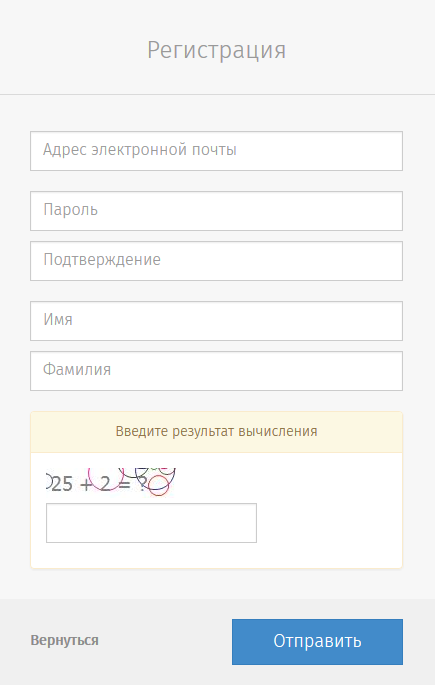 Регистрация
Адрес электронной почты
Пароль
Подтверждение
Имя
Фамилия
Введите результат вычисления
25 + 2 = ?
Вернуться
Отправить